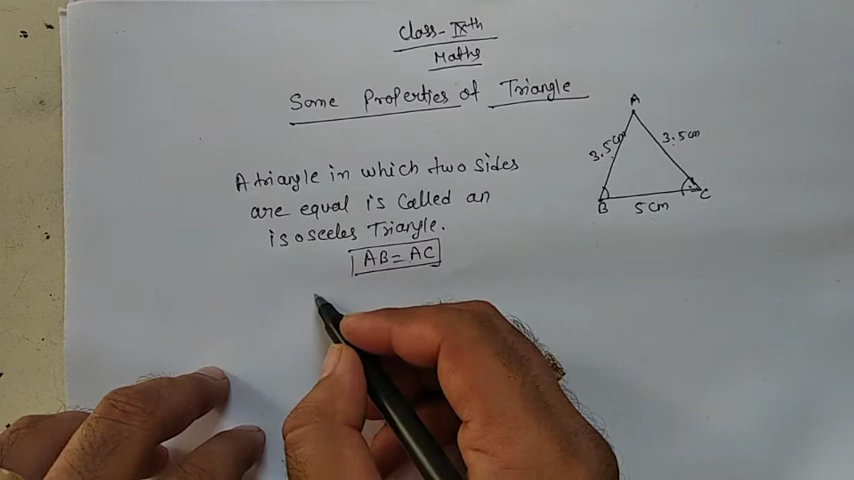 Class - IXth
Maths
Some Properties of Triangle
A triangle in which two sides
are equal is called an
isoseeles Triangle.
AB = AC
A
3.5cm
3.5cm
B
C
5cm